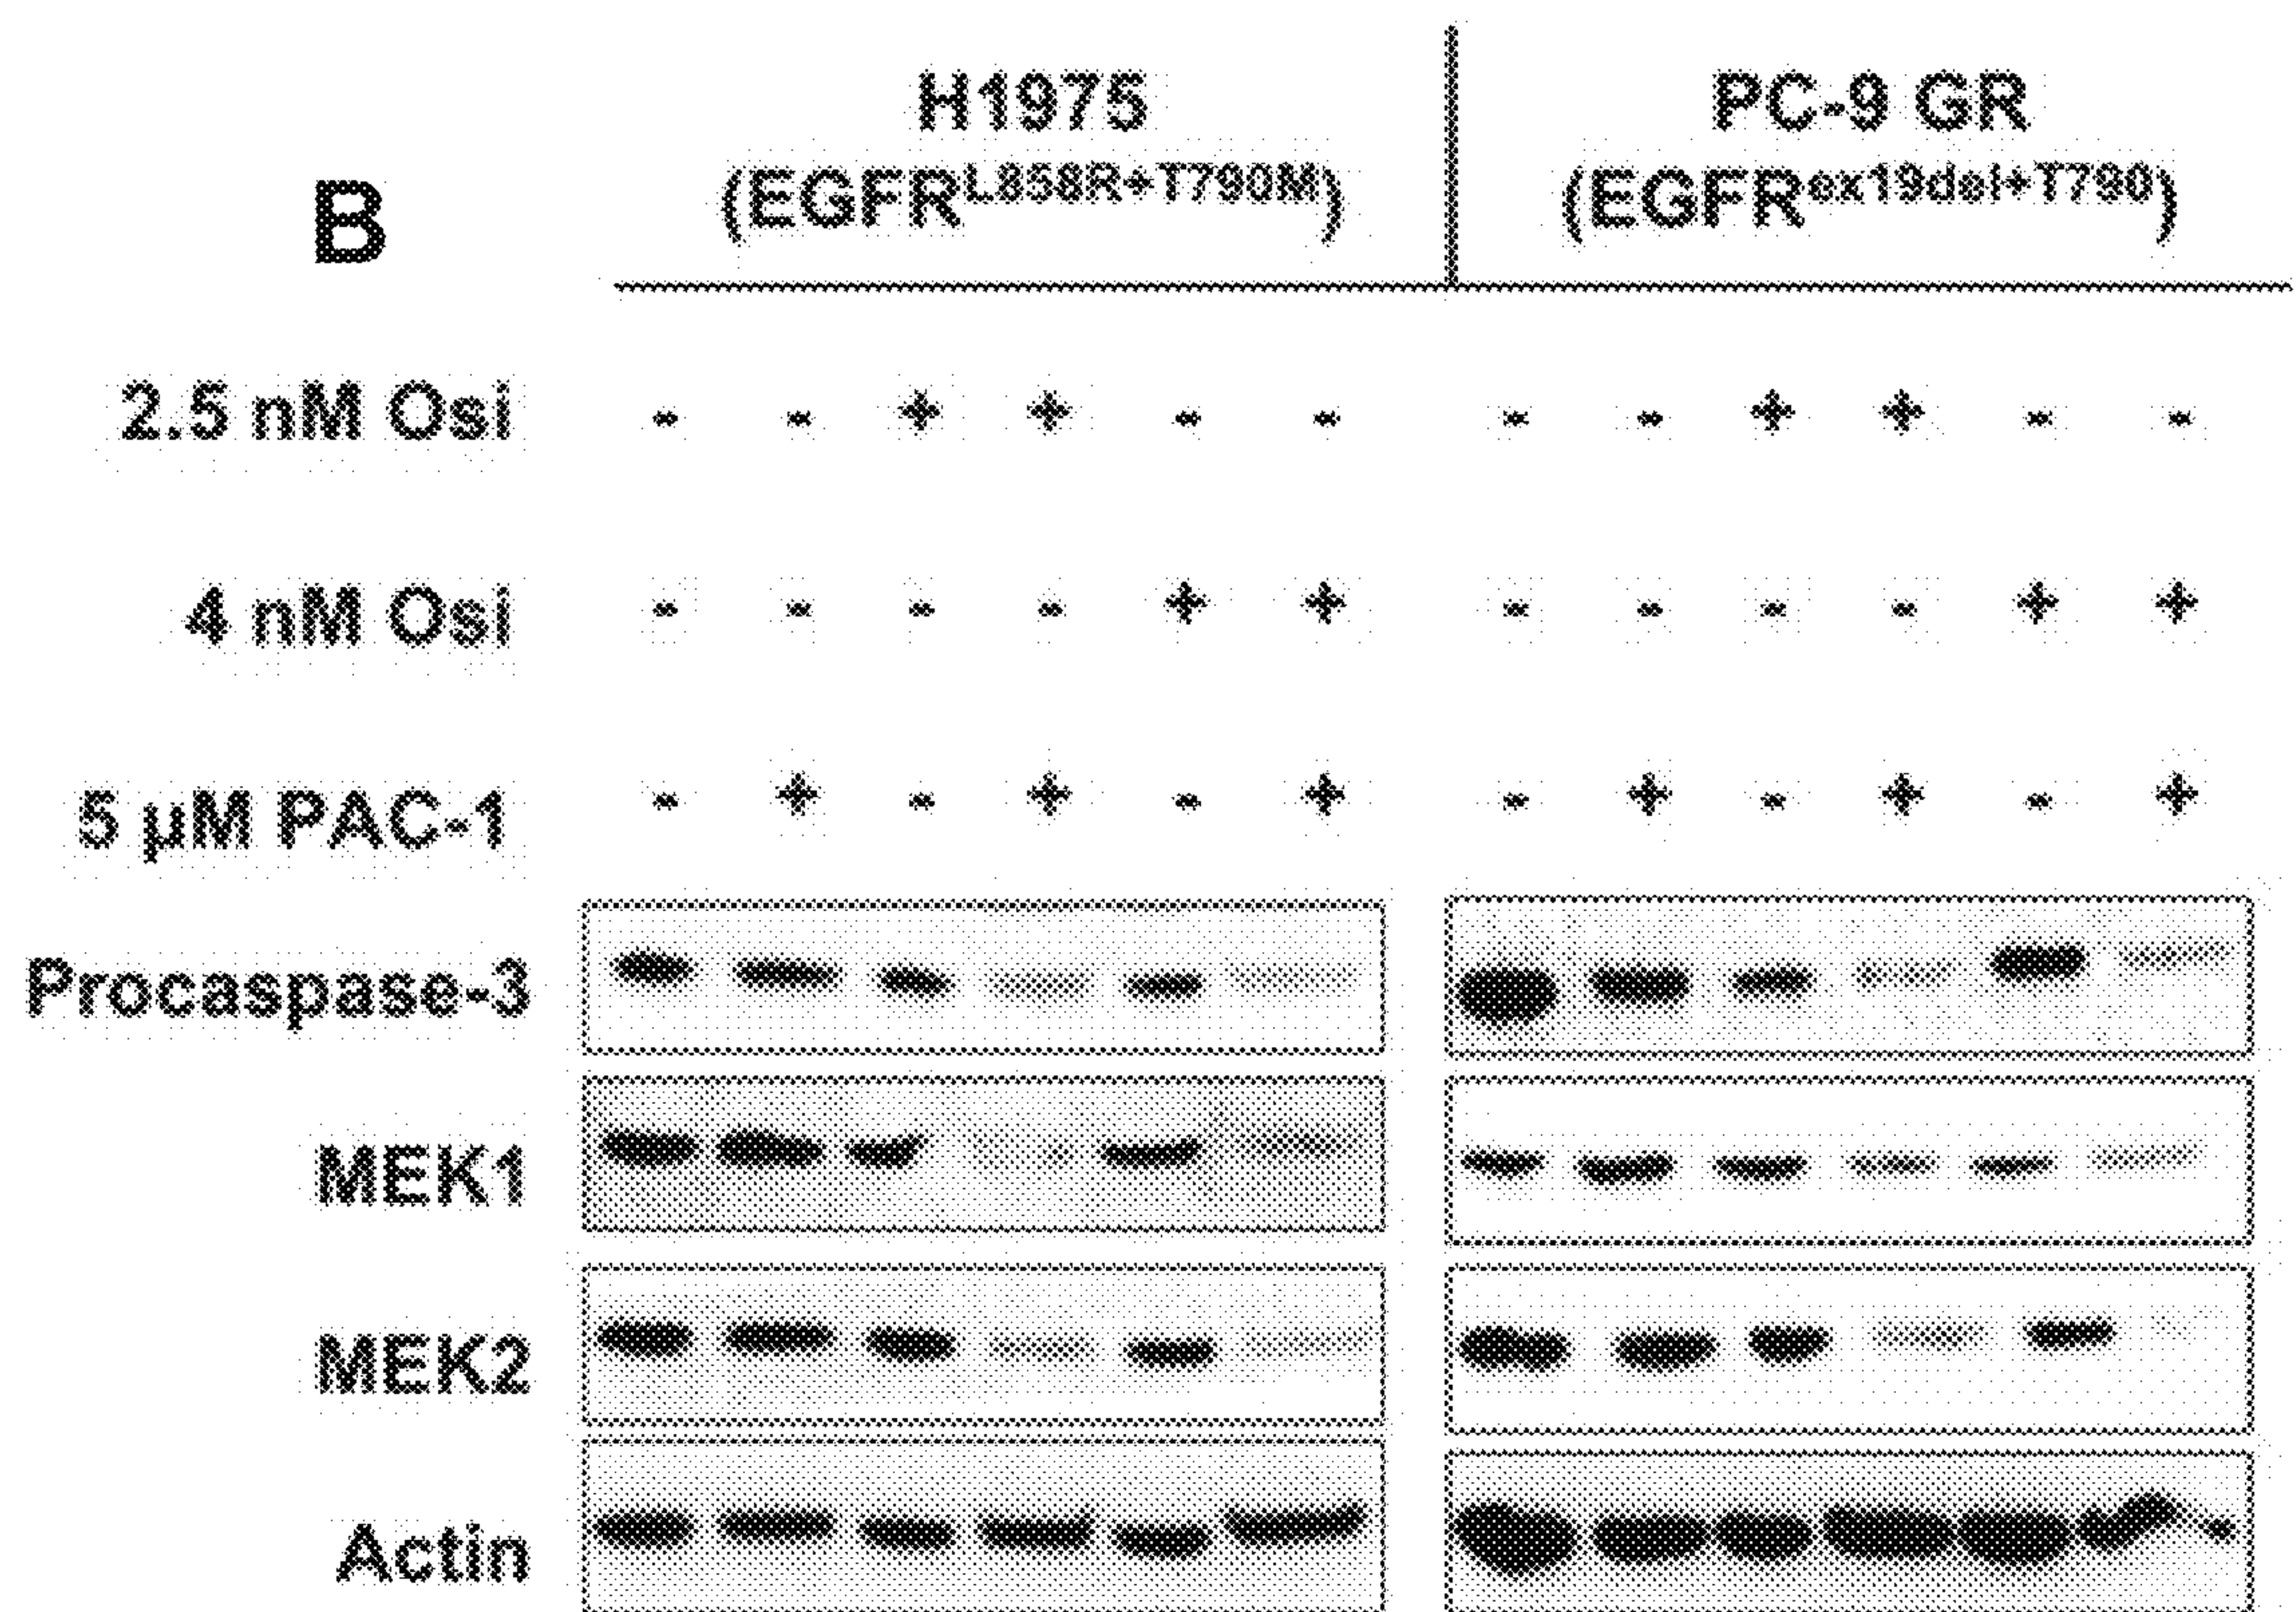 H1975
PC-9 GR
B
(EGFRL858R+T790M)
(EGFRex19del+T790)
2.5 nM Osi - - + + - - - - + + - -
4 nM Osi - - - - + + - - - - + +
5 µM PAC-1 - + - + - + - + - + - +
Procaspase-3
MEK1
MEK2
Actin